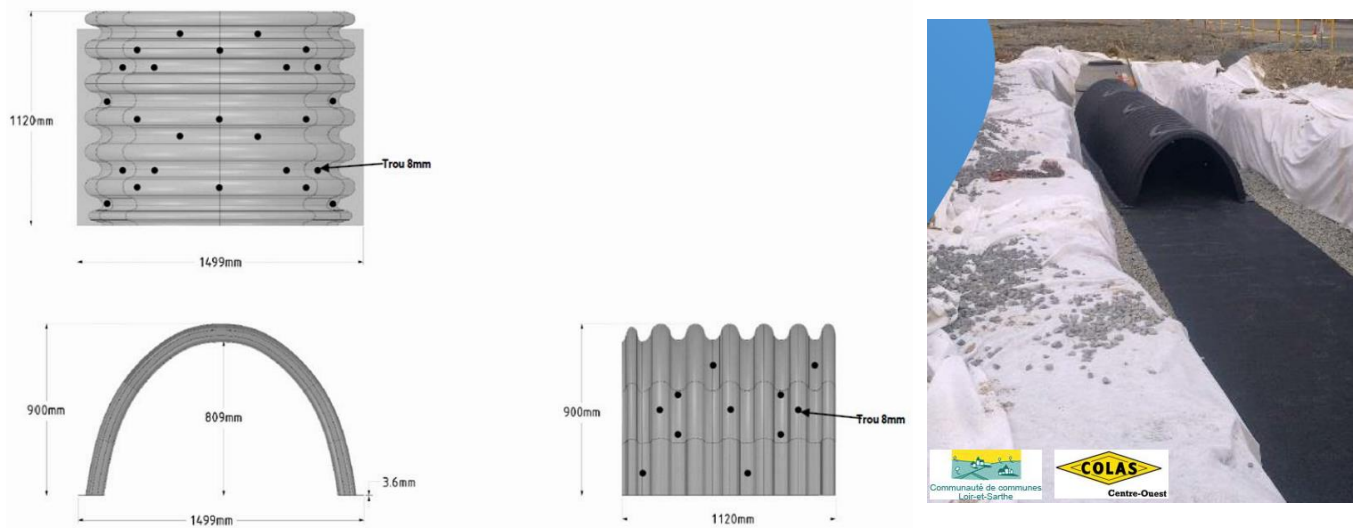 1120mm
Trou 8mm
1499mm
900mm
809mm
3.6mm
1499mm
900mm
Trou 8mm
1120mm
Communauté de communes
Loir-et-Sarthe
COLAS
Centre-Ouest